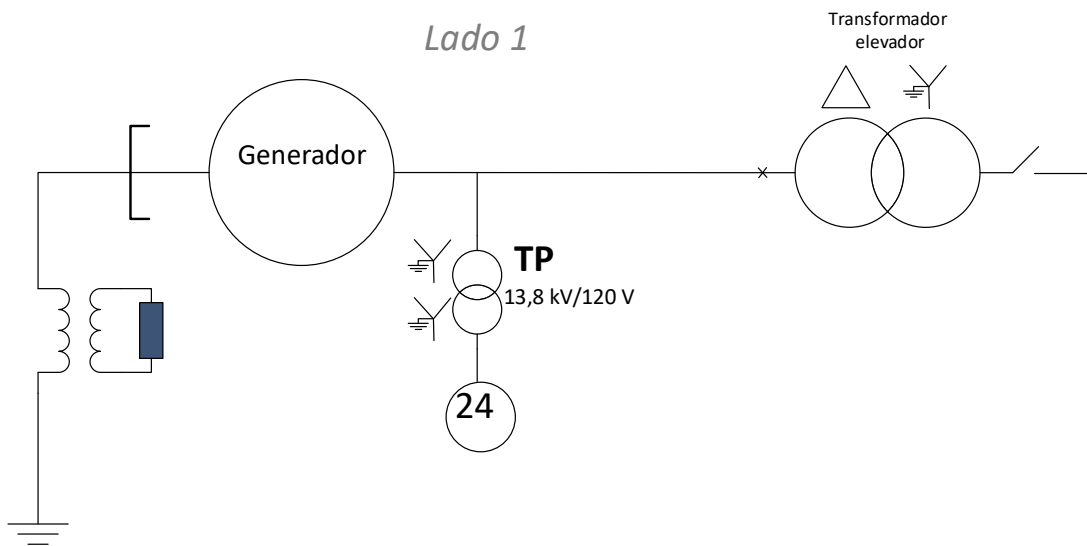 Lado 1
Transformador
elevador
Generador
TP
13,8 kV/120 V
24